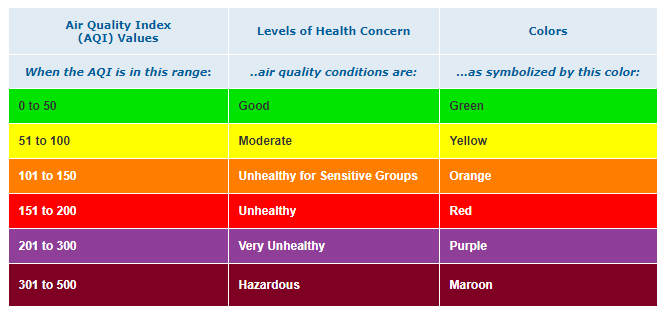 Air Quality Index
(AQI) Values
Levels of Health Concern
Colors
When the AQI is in this range:
..air quality conditions are:
...as symbolized by this color:
0 to 50
Good
Green
51 to 100
Moderate
Yellow
101 to 150
Unhealthy for Sensitive Groups
Orange
151 to 200
Unhealthy
Red
201 to 300
Very Unhealthy
Purple
301 to 500
Hazardous
Maroon